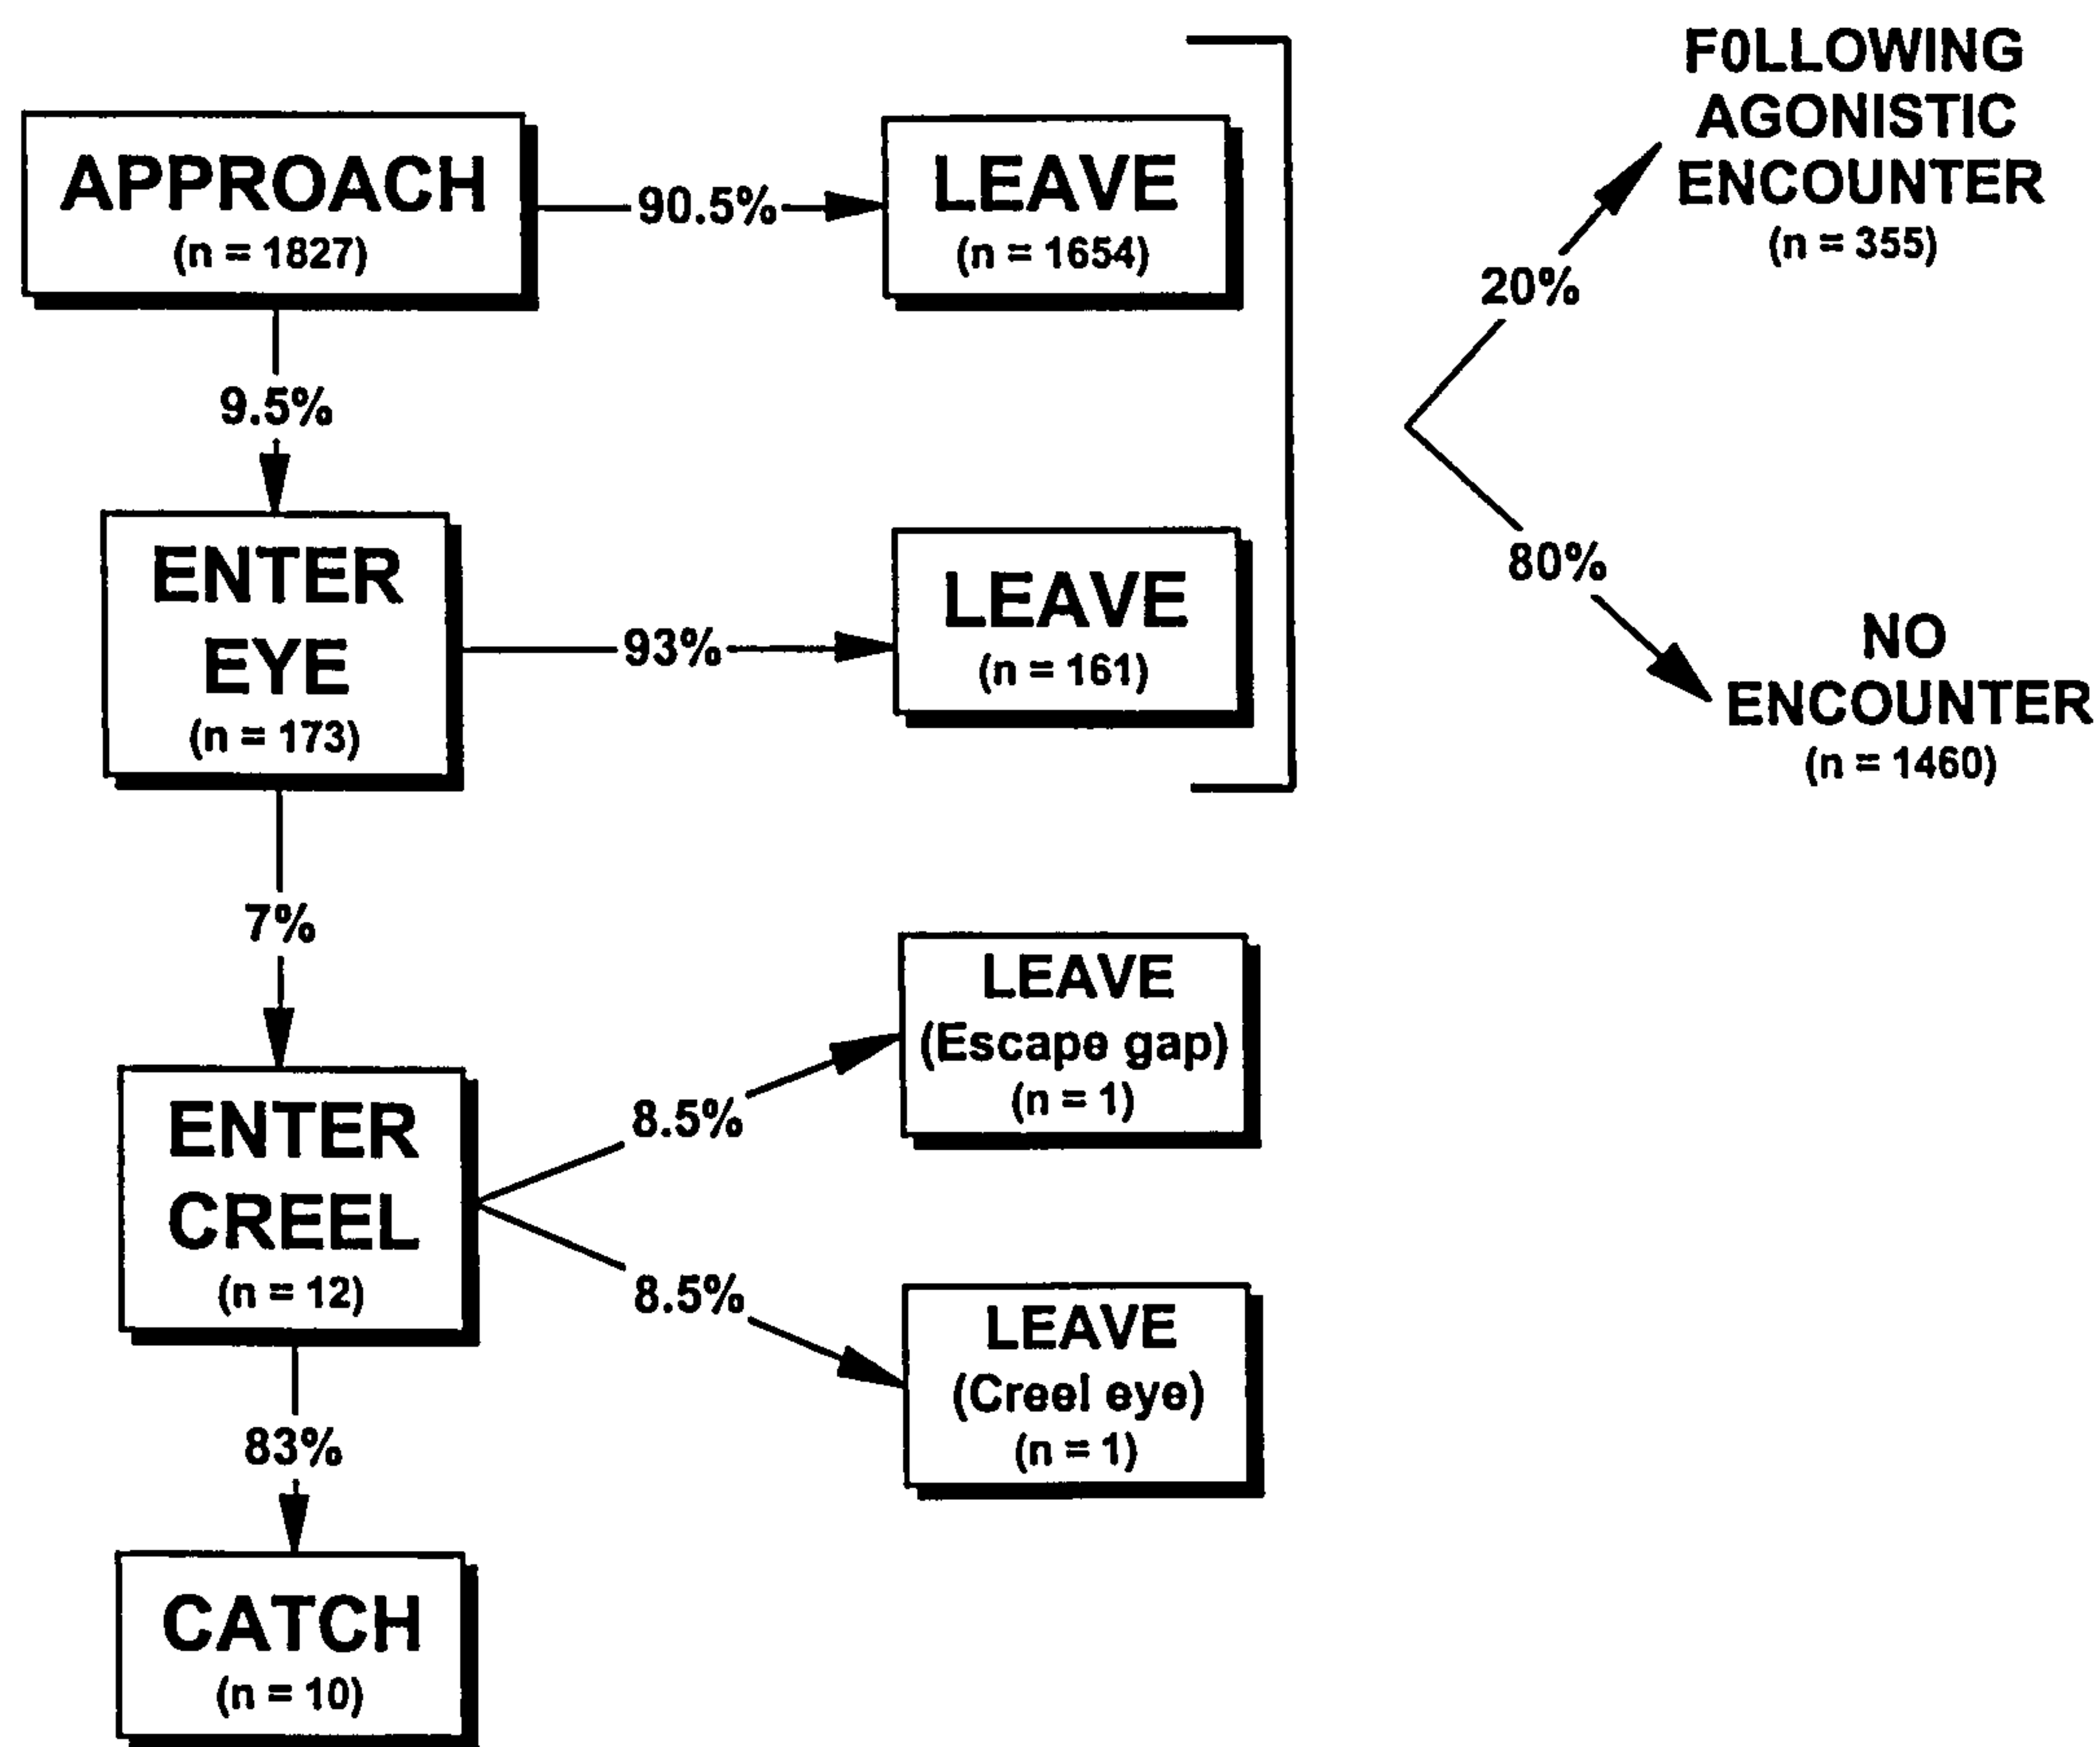 APPROACH
(n = 1827)
90.5%
LEAVE
(n = 1654)
FOLLOWING
AGONISTIC
ENCOUNTER
(n = 355)
20%
9.5%
ENTER
EYE
(n = 173)
93%
LEAVE
(n = 161)
80%
NO
ENCOUNTER
(n = 1460)
7%
ENTER
CREEL
(n = 12)
8.5%
LEAVE
(Escape gap)
(n = 1)
8.5%
LEAVE
(Creel eye)
(n = 1)
83%
CATCH
(n = 10)